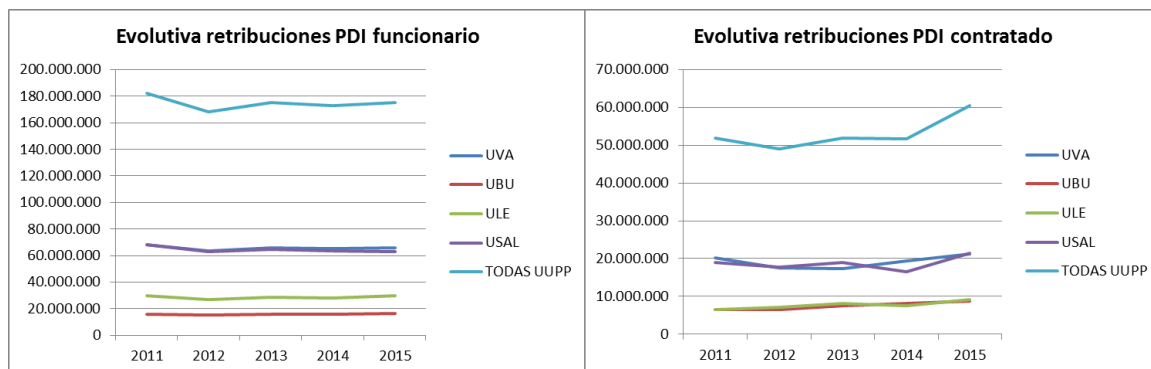 Evolutiva retribuciones PDI funcionario
200.000.000
180.000.000
160.000.000
140.000.000
120.000.000
100.000.000
80.000.000
60.000.000
40.000.000
20.000.000
0
2011 2012 2013 2014 2015
UVA
UBU
ULE
USAL
TODAS UUPP
Evolutiva retribuciones PDI contratado
70.000.000
60.000.000
50.000.000
40.000.000
30.000.000
20.000.000
10.000.000
0
2011 2012 2013 2014 2015
UVA
UBU
ULE
USAL
TODAS UUPP